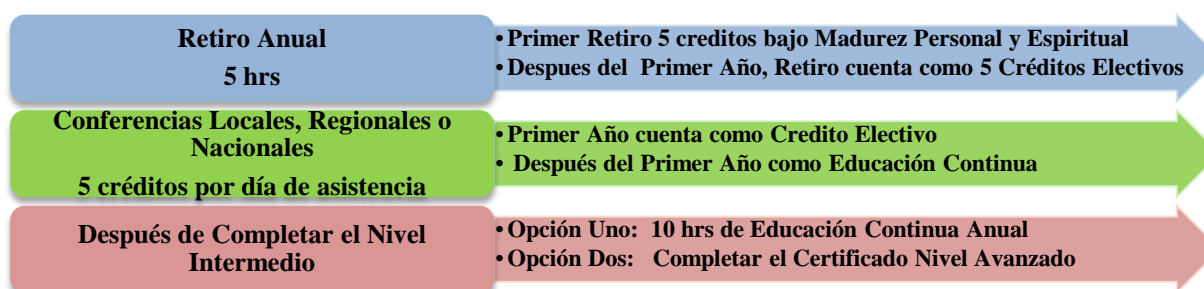 Retiro Anual
5 hrs
• Primer Retiro 5 creditos bajo Madurez Personal y Espiritual
• Despues del Primer Año, Retiro cuenta como 5 Créditos Electivos
Conferencias Locales, Regionales o
Nacionales
5 créditos por día de asistencia
• Primer Año cuenta como Credito Electivo
• Después del Primer Año como Educación Continua
Después de Completar el Nivel
Intermedio
• Opción Uno: 10 hrs de Educación Continua Anual
• Opción Dos: Completar el Certificado Nivel Avanzado